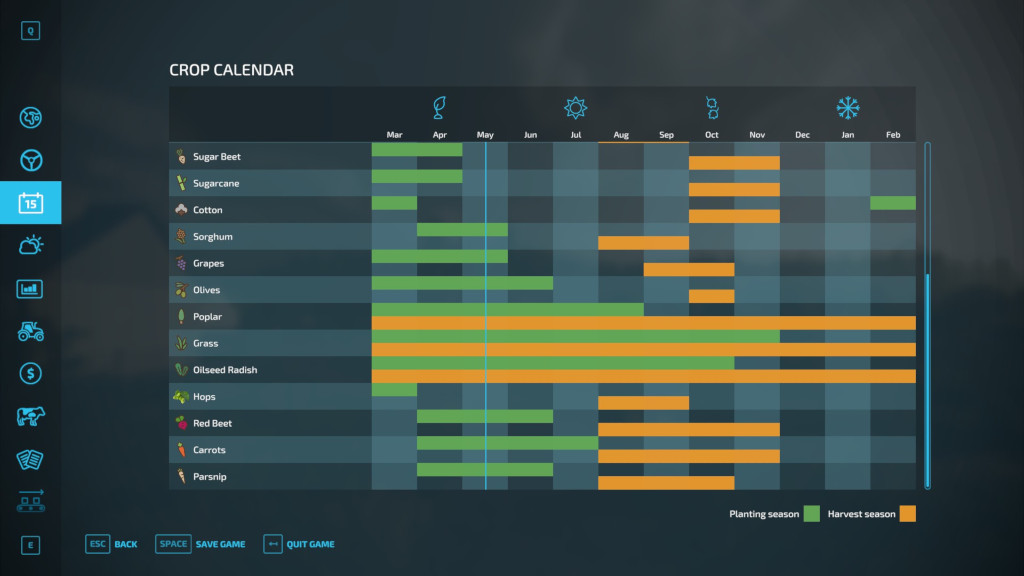 Q
CROP CALENDAR
Mar Apr May Jun Jul Aug Sep Oct Nov Dec Jan Feb
Sugar Beet
Sugarcane
15
Cotton
Sorghum
Grapes
Olives
Poplar
Grass
Oilseed Radish
$
Hops
Red Beet
Carrots
Parsnip
Planting season Harvest season
E
ESC BACK SPACE SAVE GAME QUIT GAME